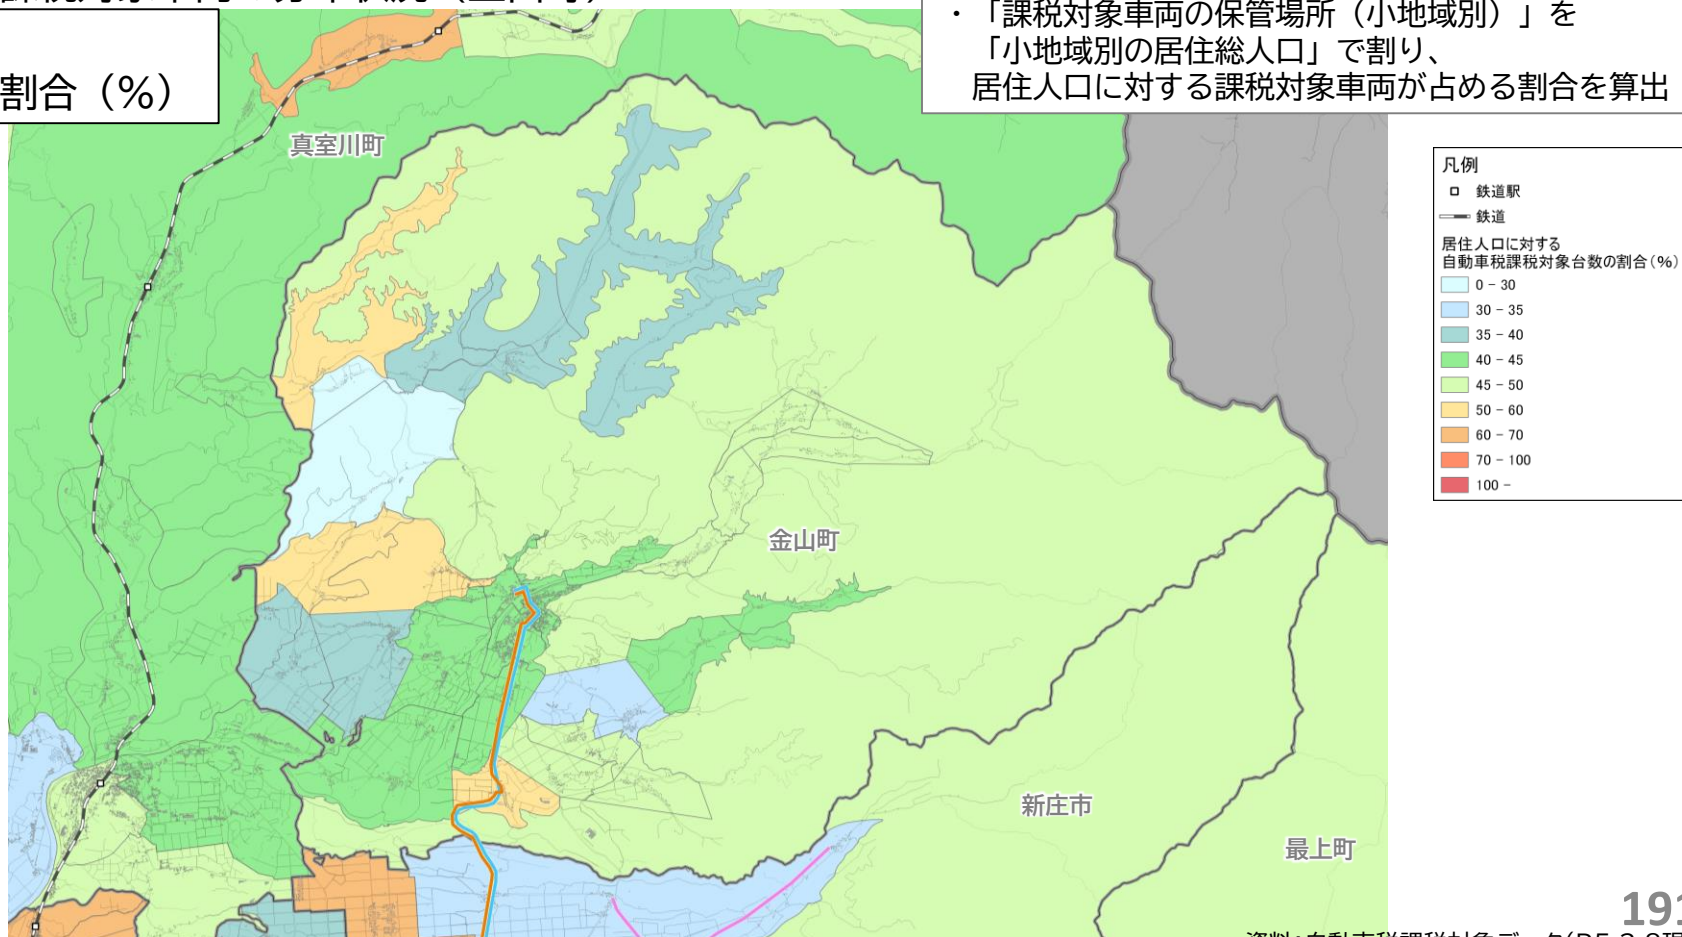 割合（%）
・「課税対象車両の保管場所（小地域別）」を
「小地域別の居住総人口」で割り、
居住人口に対する課税対象車両が占める割合を算出
真室川町
金山町
新庄市
最上町
凡例
鉄道駅
鉄道
居住人口に対する
自動車税課税対象台数の割合(%)
0 - 30
30 - 35
35 - 40
40 - 45
45 - 50
50 - 60
60 - 70
70 - 100
100 -
191